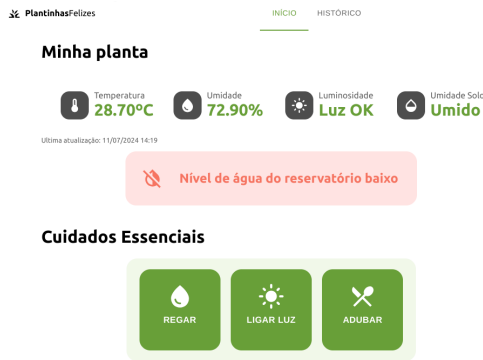 PlantinhasFelizes
INÍCIO
HISTÓRICO
Minha planta
Temperatura
28.70ºC
Umidade
72.90%
Luminosidade
Luz OK
Umidade Solo
Umido
Ultima atualização: 11/07/2024 14:19
Nível de água do reservatório baixo
Cuidados Essenciais
REGAR
LIGAR LUZ
ADUBAR